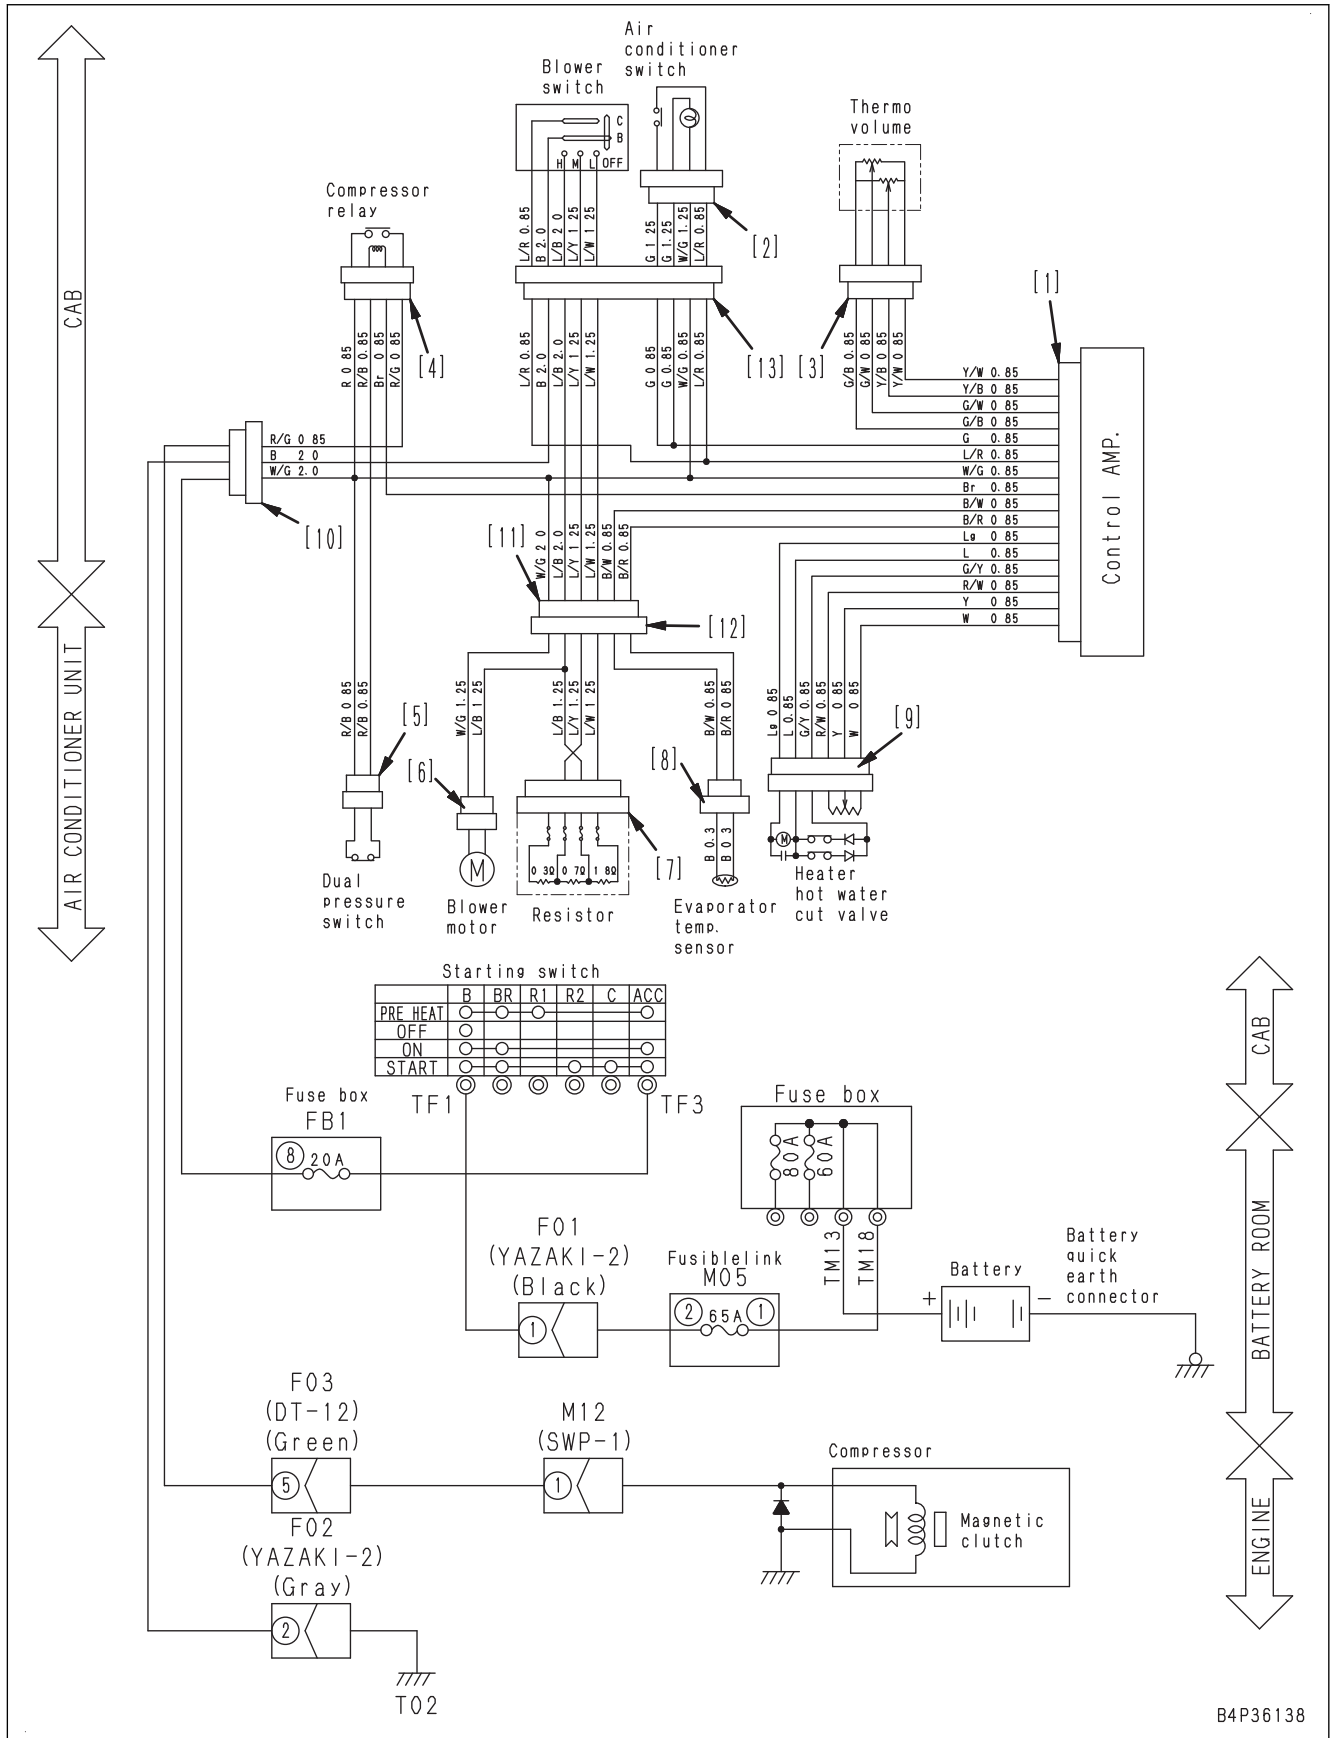 Air
conditioner
switch
Blower
switch
Thermo
volume
C
B
H M L OFF
Compressor
relay
L/R 0.85
B 2.0
L/B 2 0
L/Y 1 25
L/W 1 25
G 1 25
G 1.25
W/G 1.25
L/R 0.85
[2]
[1]
CAB
R 0 85
R/B 0.85
Br 0 85
R/G 0 85
[4]
L/R 0.85
B 2.0
L/B 2.0
L/Y 1 25
L/W 1.25
G 0 85
G 0.85
W/G 0.85
L/R 0.85
[13]
[3]
G/B 0.85
G/W 0.85
Y/B 0 85
Y/W 0.85
Y/W 0.85
Y/B 0 85
G/W 0 85
G/B 0 85
G 0.85
L/R 0.85
W/G 0.85
Br 0.85
B/W 0 85
B/R 0.85
Lg 0 85
L 0.85
G/Y 0.85
R/W 0.85
Y 0 85
W 0 85
Control AMP.
R/G 0 85
B 2 0
W/G 2.0
[10]
[11]
W/G 2 0
L/B 2.0
L/Y 1 25
L/W 1.25
B/W 0.85
B/R 0.85
[12]
AIR CONDITIONER UNIT
R/B 0 85
R/B 0.85
[5]
W/G 1.25
L/B 1 25
[6]
L/B 1.25
L/Y 1.25
L/W 1 25
B/W 0.85
B/R 0.85
[8]
Lg 0 85
L 0.85
G/Y 0.85
R/W 0.85
Y 0 85
W 0 85
[9]
[7]
M
0 3Ω
0 7Ω
1 8Ω
B 0.3
B 0.3
M
Dual
pressure
switch
Blower
motor
Resistor
Evaporator
temp.
sensor
Heater
hot water
cut valve
Starting switch
B BR R1 R2 C ACC
PRE HEAT
OFF
ON
START
TF1
TF3
Fuse box
FB1
8 20A
Fuse box
80A
60A
TM13
TM18
CAB
BATTERY ROOM
ENGINE
F01
(YAZAKI-2)
(Black)
1
Fusiblelink
M05
2 65A 1
Battery
+ −
Battery
quick
earth
connector
F03
(DT-12)
(Green)
5
M12
(SWP-1)
1
Compressor
Magnetic
clutch
F02
(YAZAKI-2)
(Gray)
2
T02
B4P36138